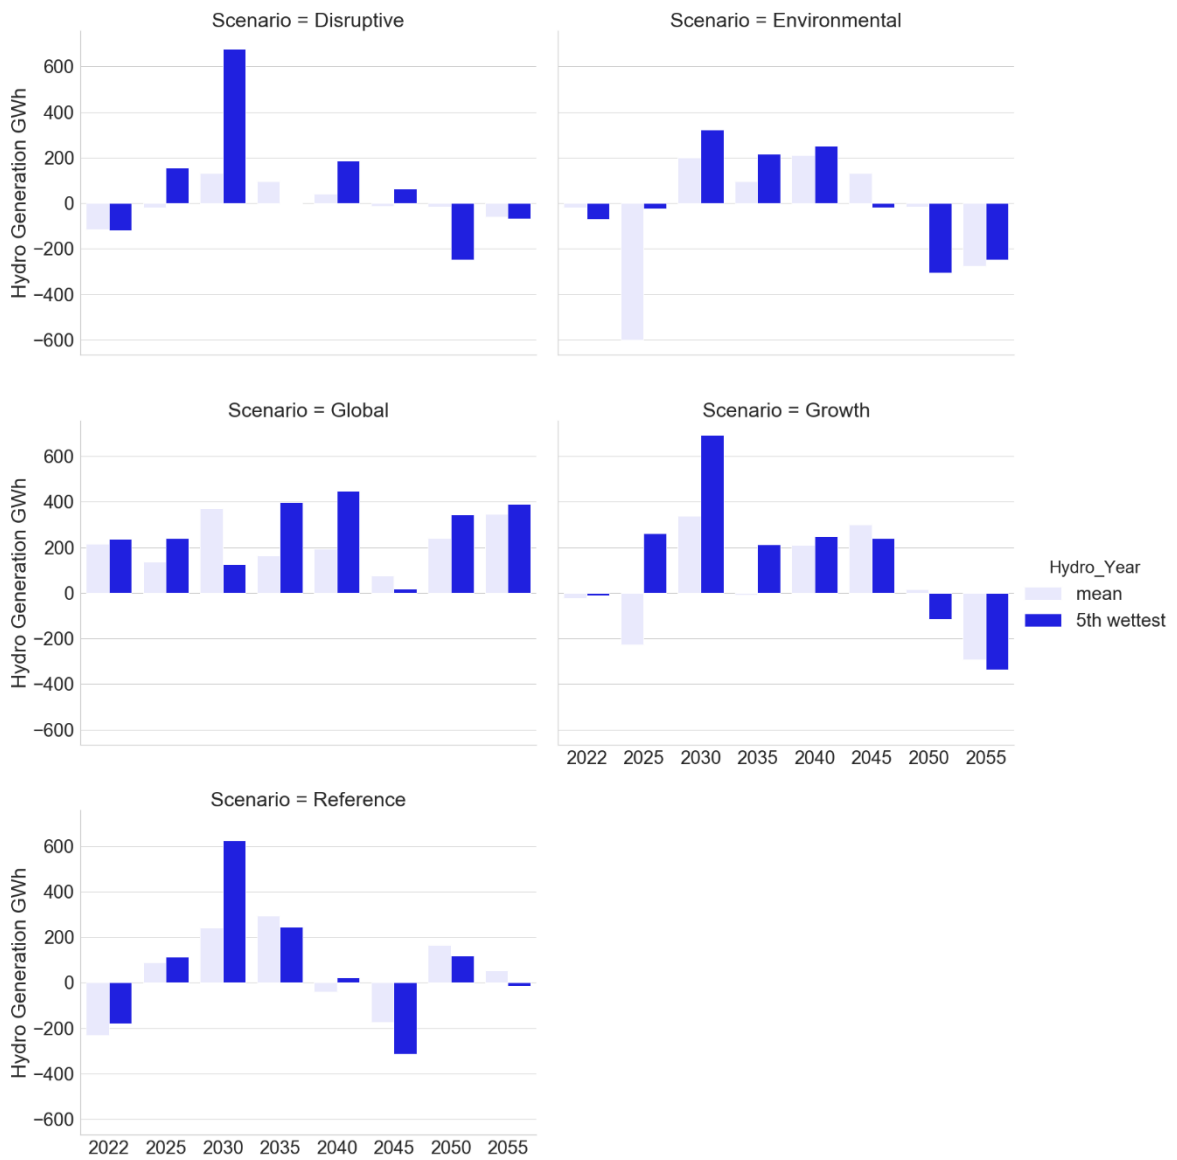 Scenario = Disruptive
Scenario = Environmental
Hydro Generation GWh
600
400
200
0
−200
−400
−600
Scenario = Global
Scenario = Growth
Hydro Generation GWh
600
400
200
0
−200
−400
−600
2022 2025 2030 2035 2040 2045 2050 2055
Hydro_Year
mean
5th wettest
Scenario = Reference
Hydro Generation GWh
600
400
200
0
−200
−400
−600
2022 2025 2030 2035 2040 2045 2050 2055